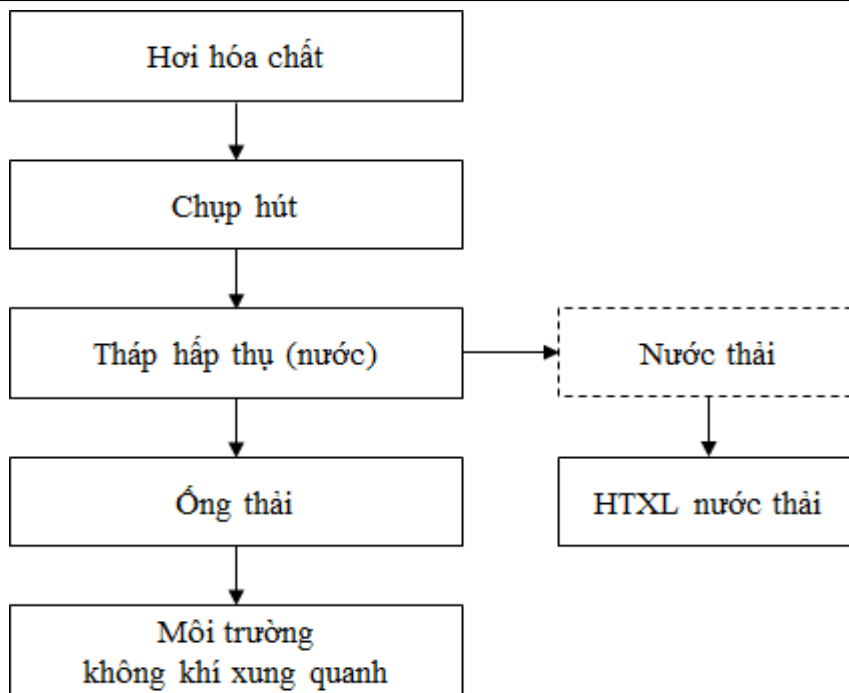 Hơi hóa chất
Chụp hút
Tháp hấp thụ (nước)
Nước thải
Ống thải
HTXL nước thải
Môi trường
không khí xung quanh